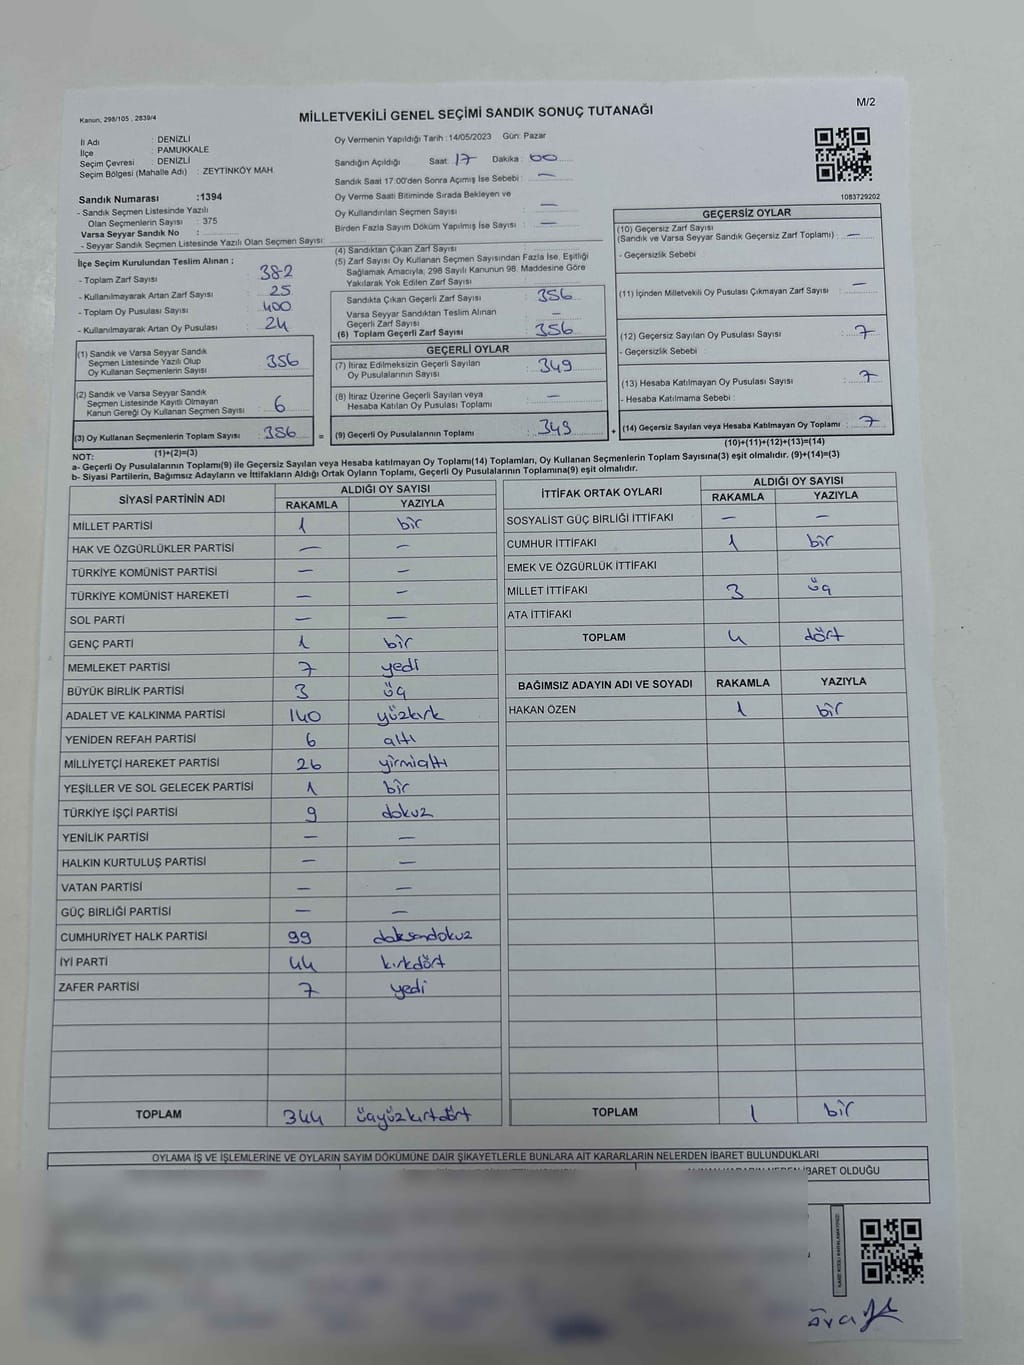 M/2
Kanun, 298/105 , 2839/4
MİLLETVEKİLİ GENEL SEÇİMİ SANDIK SONUÇ TUTANAĞI
İl Adı : DENİZLİ
İlçe : PAMUKKALE
Seçim Çevresi : DENİZLİ
Seçim Bölgesi (Mahalle Adı) : ZEYTİNKÖY MAH.
Sandık Numarası :1394
- Sandık Seçmen Listesinde Yazılı
Olan Seçmenlerin Sayısı : 375
Varsa Seyyar Sandık No :
- Seyyar Sandık Seçmen Listesinde Yazılı Olan Seçmen Sayısı:
Oy Vermenin Yapıldığı Tarih : 14/05/2023 Gün: Pazar
Sandığın Açıldığı Saat: 17 Dakika: 00
Sandık Saat 17:00'den Sonra Açımış İse Sebebi : —
Oy Verme Saati Bitiminde Sırada Bekleyen ve
Oy Kullandırılan Seçmen Sayısı : —
Birden Fazla Sayım Döküm Yapılmış İse Sayısı : —
1083729202
İlçe Seçim Kurulundan Teslim Alınan ;
- Toplam Zarf Sayısı : 382
- Kullanılmayarak Artan Zarf Sayısı : 25
- Toplam Oy Pusulası Sayısı : 400
- Kullanılmayarak Artan Oy Pusulası : 24
(1) Sandık ve Varsa Seyyar Sandık
Seçmen Listesinde Yazılı Olup
Oy Kullanan Seçmenlerin Sayısı : 356
(2) Sandık ve Varsa Seyyar Sandık
Seçmen Listesinde Kayıtlı Olmayan
Kanun Gereği Oy Kullanan Seçmen Sayısı : 6
(3) Oy Kullanan Seçmenlerin Toplam Sayısı : 356 =
(1)+(2)=(3)
(4) Sandıktan Çıkan Zarf Sayısı :
(5) Zarf Sayısı Oy Kullanan Seçmen Sayısından Fazla İse, Eşitliği
Sağlamak Amacıyla, 298 Sayılı Kanunun 98. Maddesine Göre
Yakılarak Yok Edilen Zarf Sayısı :
Sandıkta Çıkan Geçerli Zarf Sayısı : 356
Varsa Seyyar Sandıktan Teslim Alınan
Geçerli Zarf Sayısı : —
(6) Toplam Geçerli Zarf Sayısı : 356
GEÇERLİ OYLAR
(7) İtiraz Edilmeksizin Geçerli Sayılan
Oy Pusulalarının Sayısı : 349
(8) İtiraz Üzerine Geçerli Sayılan veya
Hesaba Katılan Oy Pusulası Toplamı : —
(9) Geçerli Oy Pusulalarının Toplamı : 349 +
GEÇERSİZ OYLAR
(10) Geçersiz Zarf Sayısı
(Sandık ve Varsa Seyyar Sandık Geçersiz Zarf Toplamı) : —
- Geçersizlik Sebebi :
(11) İçinden Milletvekili Oy Pusulası Çıkmayan Zarf Sayısı : —
(12) Geçersiz Sayılan Oy Pusulası Sayısı : 7
- Geçersizlik Sebebi :
(13) Hesaba Katılmayan Oy Pusulası Sayısı : 7
- Hesaba Katılmama Sebebi :
(14) Geçersiz Sayılan veya Hesaba Katılmayan Oy Toplamı : 7
(10)+(11)+(12)+(13)=(14)
NOT:
a- Geçerli Oy Pusulalarının Toplamı(9) ile Geçersiz Sayılan veya Hesaba katılmayan Oy Toplamı(14) Toplamları, Oy Kullanan Seçmenlerin Toplam Sayısına(3) eşit olmalıdır. (9)+(14)=(3)
b- Siyasi Partilerin, Bağımsız Adayların ve İttifakların Aldığı Ortak Oyların Toplamı, Geçerli Oy Pusulalarının Toplamına(9) eşit olmalıdır.
SİYASİ PARTİNİN ADI ALDIĞI OY SAYISI
RAKAMLA YAZIYLA
MİLLET PARTİSİ 1 bir
HAK VE ÖZGÜRLÜKLER PARTİSİ — —
TÜRKİYE KOMÜNİST PARTİSİ — —
TÜRKİYE KOMÜNİST HAREKETİ — —
SOL PARTİ — —
GENÇ PARTİ 1 bir
MEMLEKET PARTİSİ 7 yedi
BÜYÜK BİRLİK PARTİSİ 3 üç
ADALET VE KALKINMA PARTİSİ 140 yüzkırk
YENİDEN REFAH PARTİSİ 6 altı
MİLLİYETÇİ HAREKET PARTİSİ 26 yirmialtı
YEŞİLLER VE SOL GELECEK PARTİSİ 1 bir
TÜRKİYE İŞÇİ PARTİSİ 9 dokuz
YENİLİK PARTİSİ — —
HALKIN KURTULUŞ PARTİSİ — —
VATAN PARTİSİ — —
GÜÇ BİRLİĞİ PARTİSİ — —
CUMHURİYET HALK PARTİSİ 99 doksandokuz
İYİ PARTİ 44 kırkdört
ZAFER PARTİSİ 7 yedi
TOPLAM 344 üçyüzkırkdört
İTTİFAK ORTAK OYLARI ALDIĞI OY SAYISI
RAKAMLA YAZIYLA
SOSYALİST GÜÇ BİRLİĞİ İTTİFAKI — —
CUMHUR İTTİFAKI 1 bir
EMEK VE ÖZGÜRLÜK İTTİFAKI
MİLLET İTTİFAKI 3 üç
ATA İTTİFAKI
TOPLAM 4 dört
BAĞIMSIZ ADAYIN ADI VE SOYADI RAKAMLA YAZIYLA
HAKAN ÖZEN 1 bir
TOPLAM 1 bir
OYLAMA İŞ VE İŞLEMLERİNE VE OYLARIN SAYIM DÖKÜMÜNE DAİR ŞİKAYETLERLE BUNLARA AİT KARARLARIN NELERDEN İBARET BULUNDUKLARI
İBARET OLDUĞU